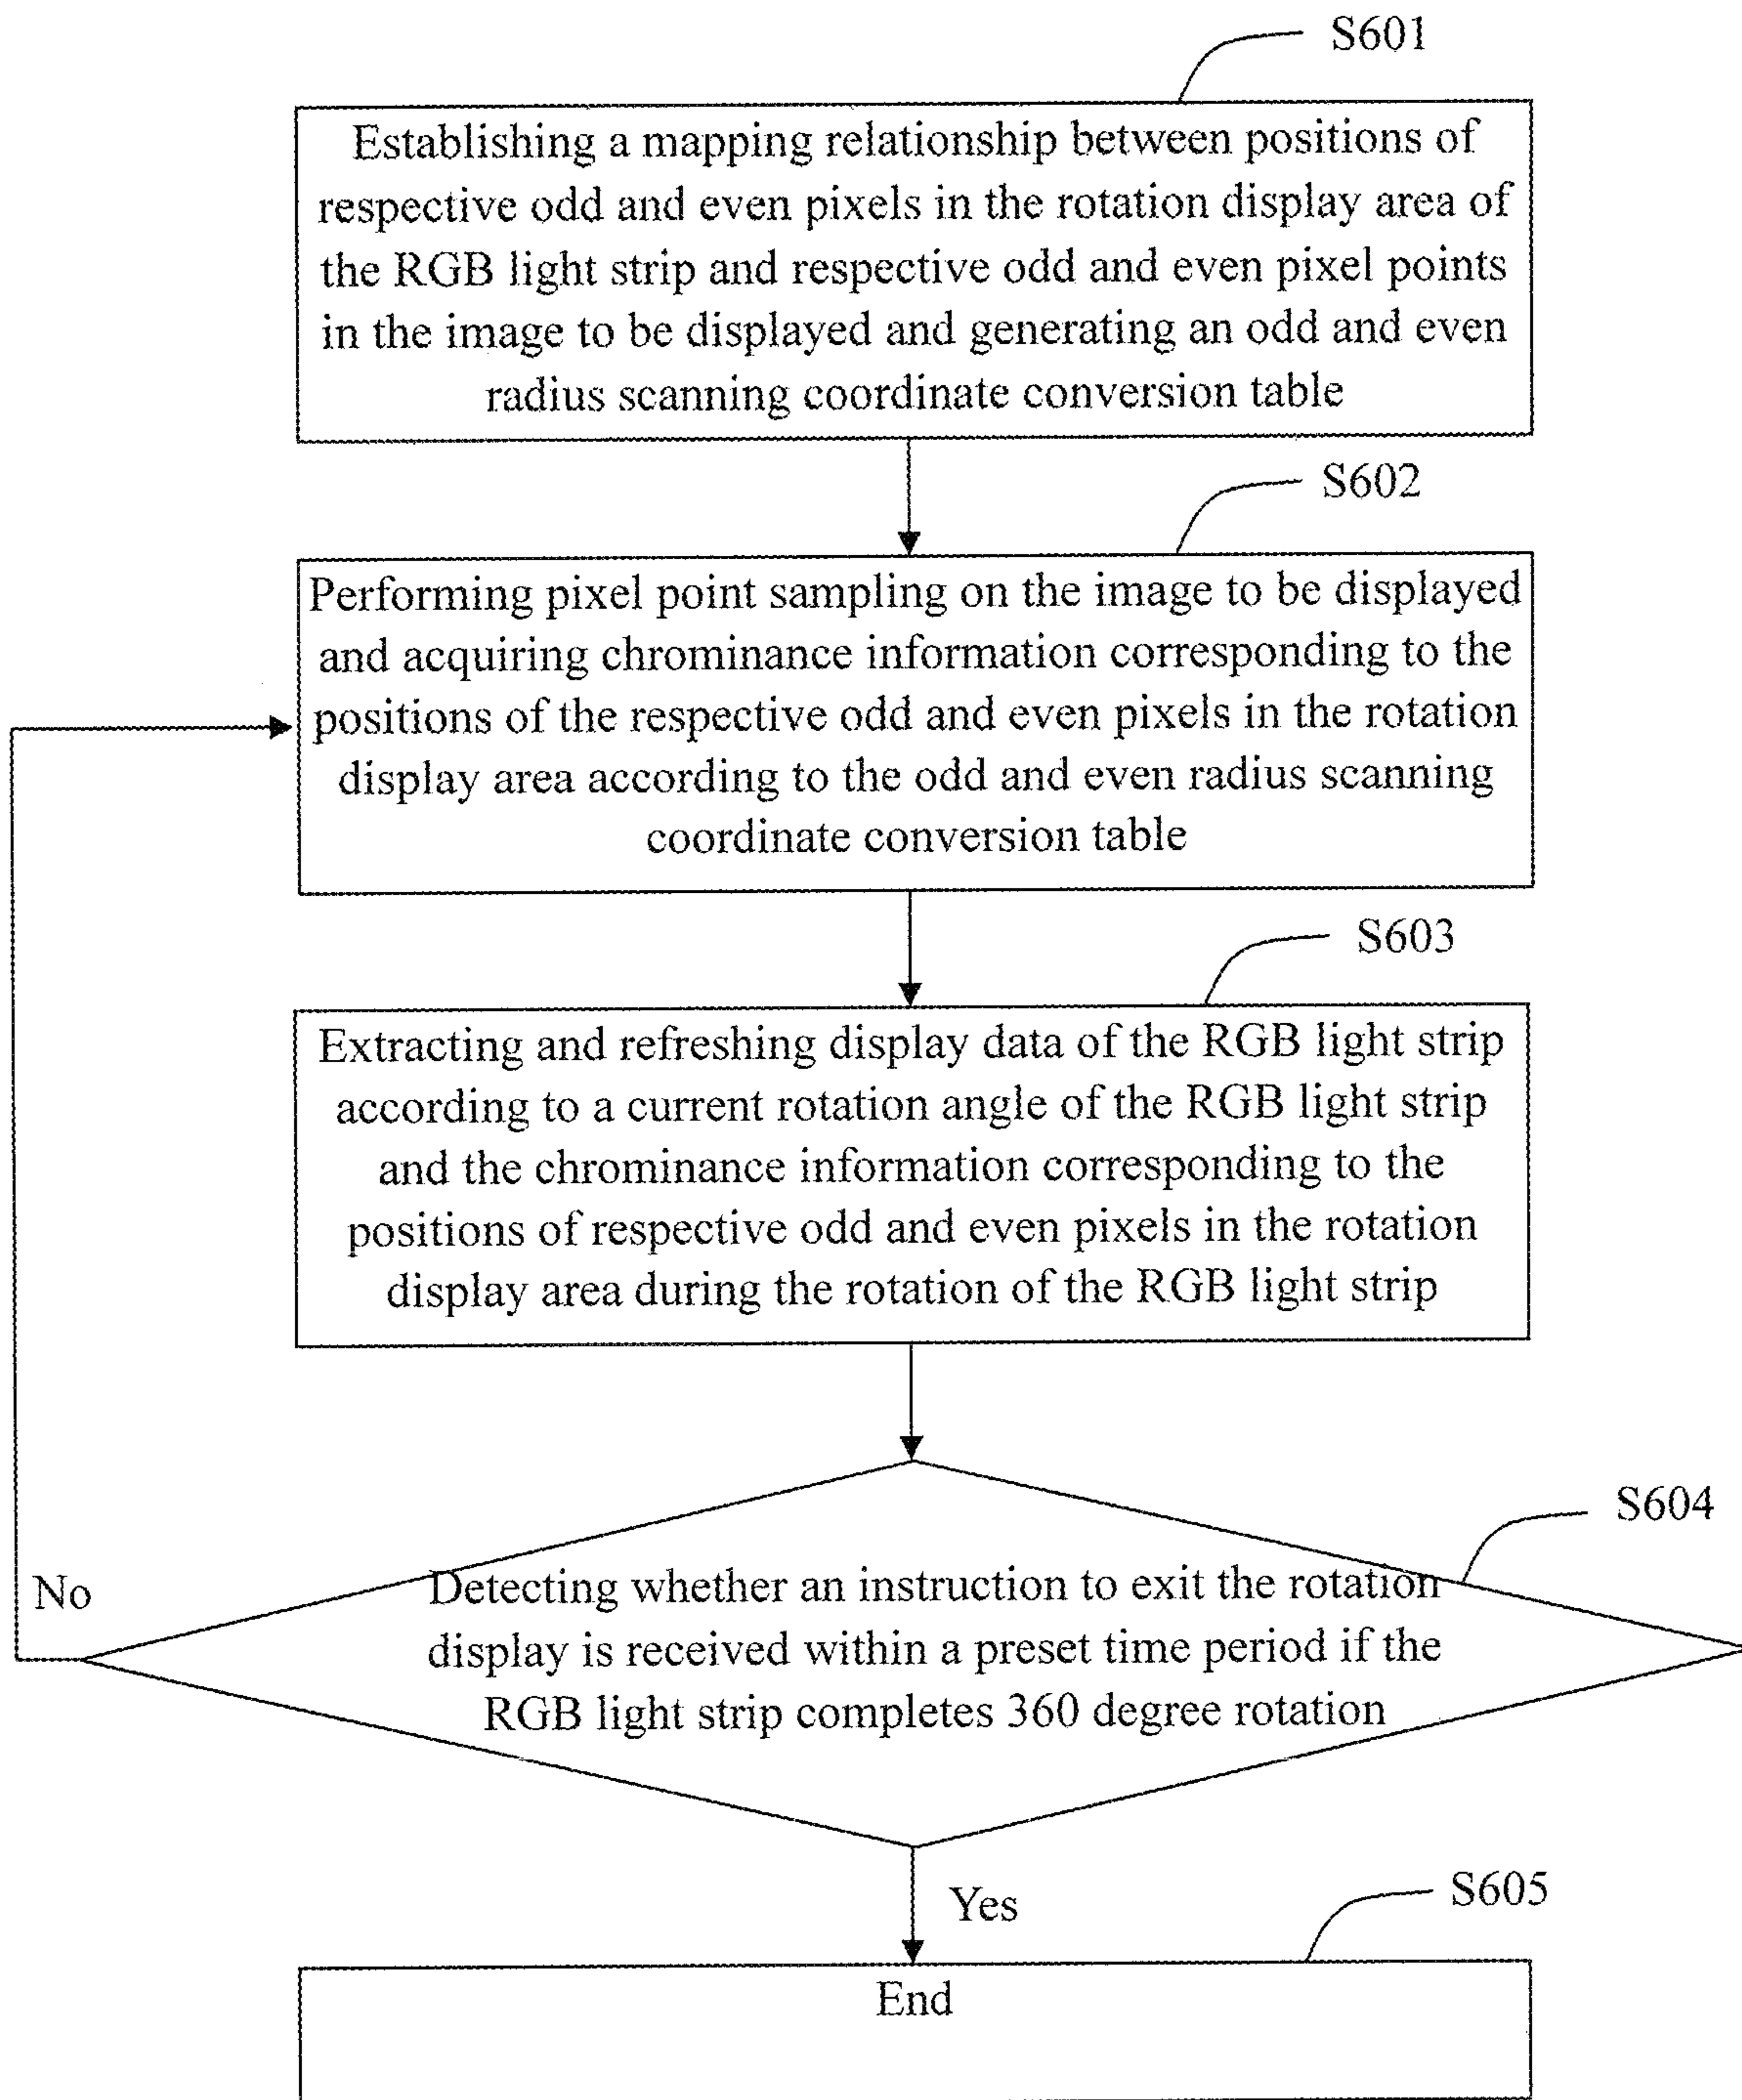 S601
Establishing a mapping relationship between positions of
respective odd and even pixels in the rotation display area of
the RGB light strip and respective odd and even pixel points
in the image to be displayed and generating an odd and even
radius scanning coordinate conversion table
S602
Performing pixel point sampling on the image to be displayed
and acquiring chrominance information corresponding to the
positions of the respective odd and even pixels in the rotation
display area according to the odd and even radius scanning
coordinate conversion table
S603
Extracting and refreshing display data of the RGB light strip
according to a current rotation angle of the RGB light strip
and the chrominance information corresponding to the
positions of respective odd and even pixels in the rotation
display area during the rotation of the RGB light strip
S604
No
Detecting whether an instruction to exit the rotation
display is received within a preset time period if the
RGB light strip completes 360 degree rotation
Yes
S605
End